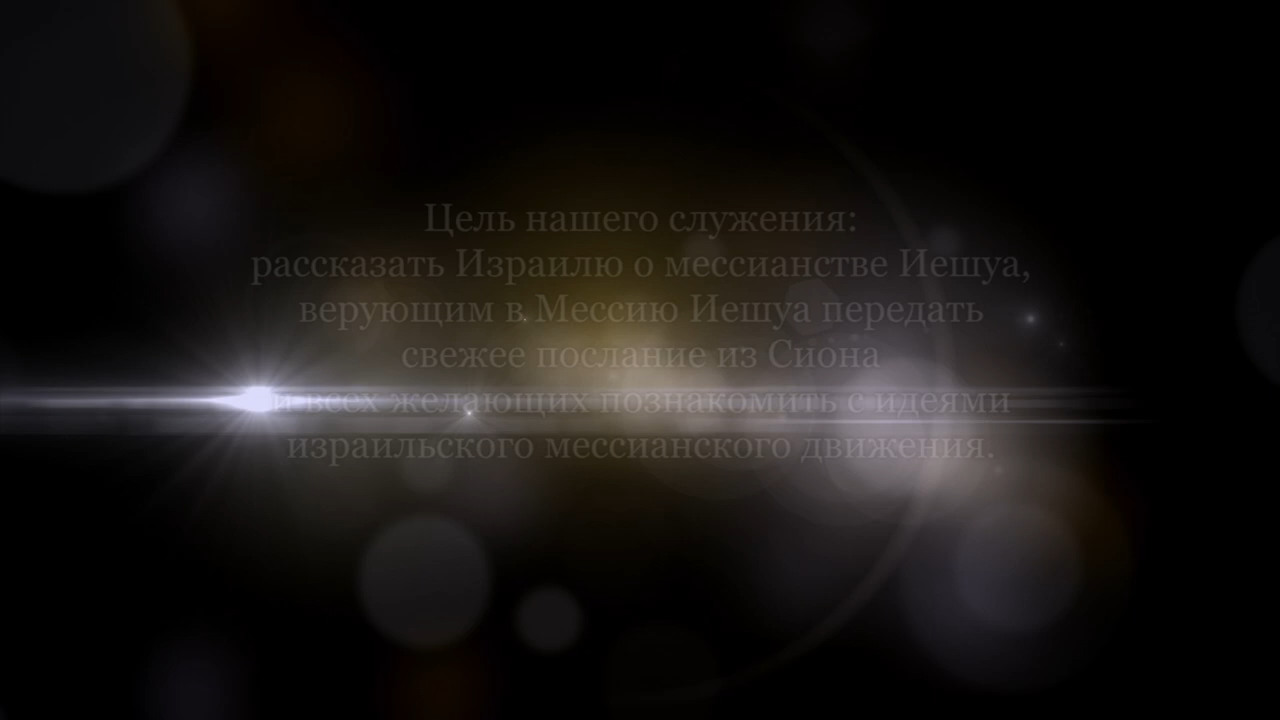 Цель нашего служения:
рассказать Израилю о мессианстве Иешуа,
верующим в Мессию Иешуа передать
свежее послание из Сиона
и всех желающих познакомить с идеями
израильского мессианского движения.